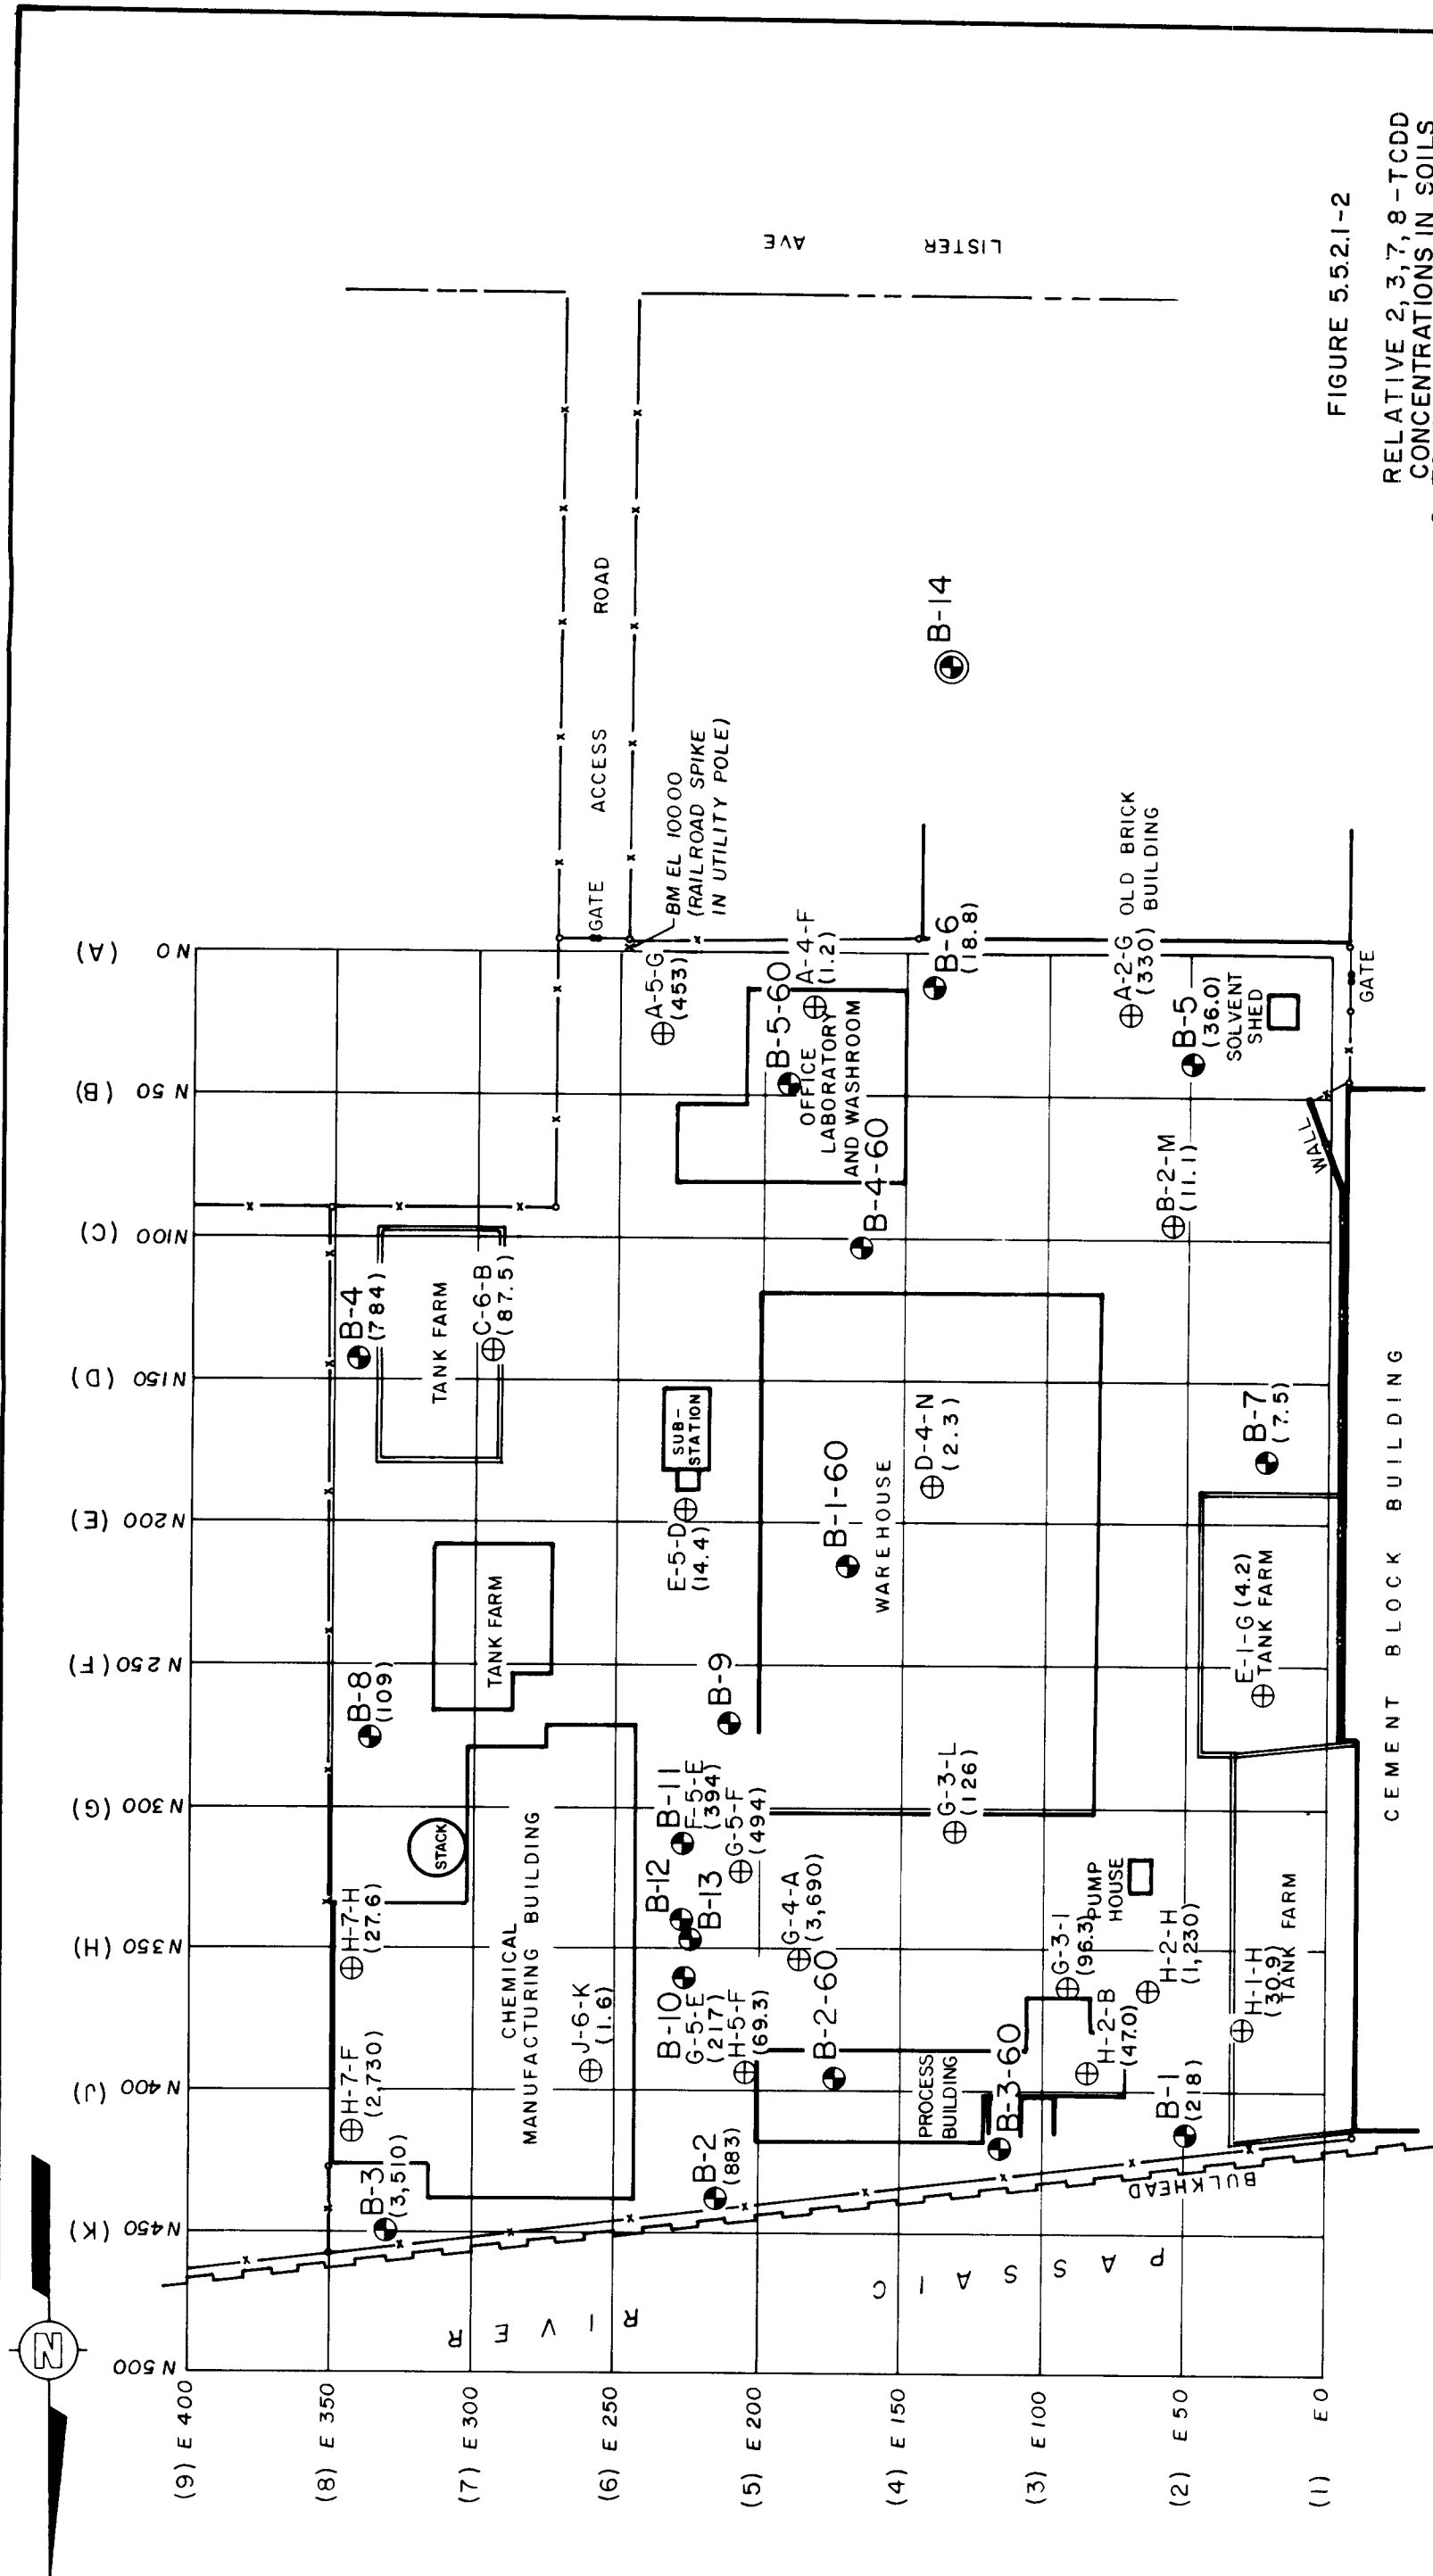 N
(A)
N 0
(B)
N 50
(C)
N100
(D)
N150
(E)
N 200
(F)
N 250
(G)
N 300
(H)
N 350
(J)
N 400
(K)
N450
N 500
(9) E 400
(8) E 350
(7) E 300
(6) E 250
(5) E 200
(4) E 150
(3) E 100
(2) E 50
(1) E 0
LISTER AVE
ACCESS ROAD
GATE
BM EL 100.00
(RAILROAD SPIKE
IN UTILITY POLE)
B-14
A-5-G
(453)
B-5-60
OFFICE
LABORATORY
AND WASHROOM
A-4-F
(1.2)
B-4-60
B-6
(18.8)
A-2-G
(330)
OLD BRICK
BUILDING
B-5
(36.0)
SOLVENT
SHED
GATE
WALL
B-2-M
(11.1)
B-4
(784)
TANK FARM
C-6-B
(87.5)
SUB-
STATION
E-5-D
(14.4)
B-1-60
WAREHOUSE
D-4-N
(2.3)
B-7
(7.5)
E-1-G (4.2)
TANK FARM
TANK FARM
B-8
(109)
B-9
STACK
CHEMICAL
MANUFACTURING BUILDING
B-11
F-5-E
(394)
G-5-F
(494)
B-12
B-13
G-3-L
(126)
G-4-A
(3,690)
H-7-H
(27.6)
H-7-F
(2,730)
J-6-K
(1.6)
B-10
G-5-E
(217)
H-5-F
(69.3)
B-2-60
PROCESS
BUILDING
G-3-I
(96.3)
PUMP
HOUSE
H-2-H
(1,230)
H-2-B
(47.0)
H-1-H
(30.9)
TANK FARM
B-3-60
B-1
(218)
B-2
(883)
B-3
(3,510)
BULKHEAD
PASSAIC RIVER
CEMENT BLOCK BUILDING
FIGURE 5.5.2.1-2
RELATIVE 2,3,7,8-TCDD
CONCENTRATIONS IN SOILS